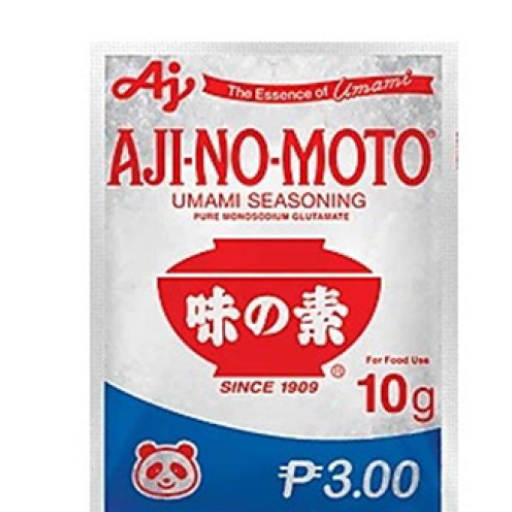 Aj
The Essence of Umami
AJI-NO-MOTO®
UMAMI SEASONING
PURE MONOSODIUM GLUTAMATE
味の素
®
SINCE 1909
For Food Use
10g
₱3.00